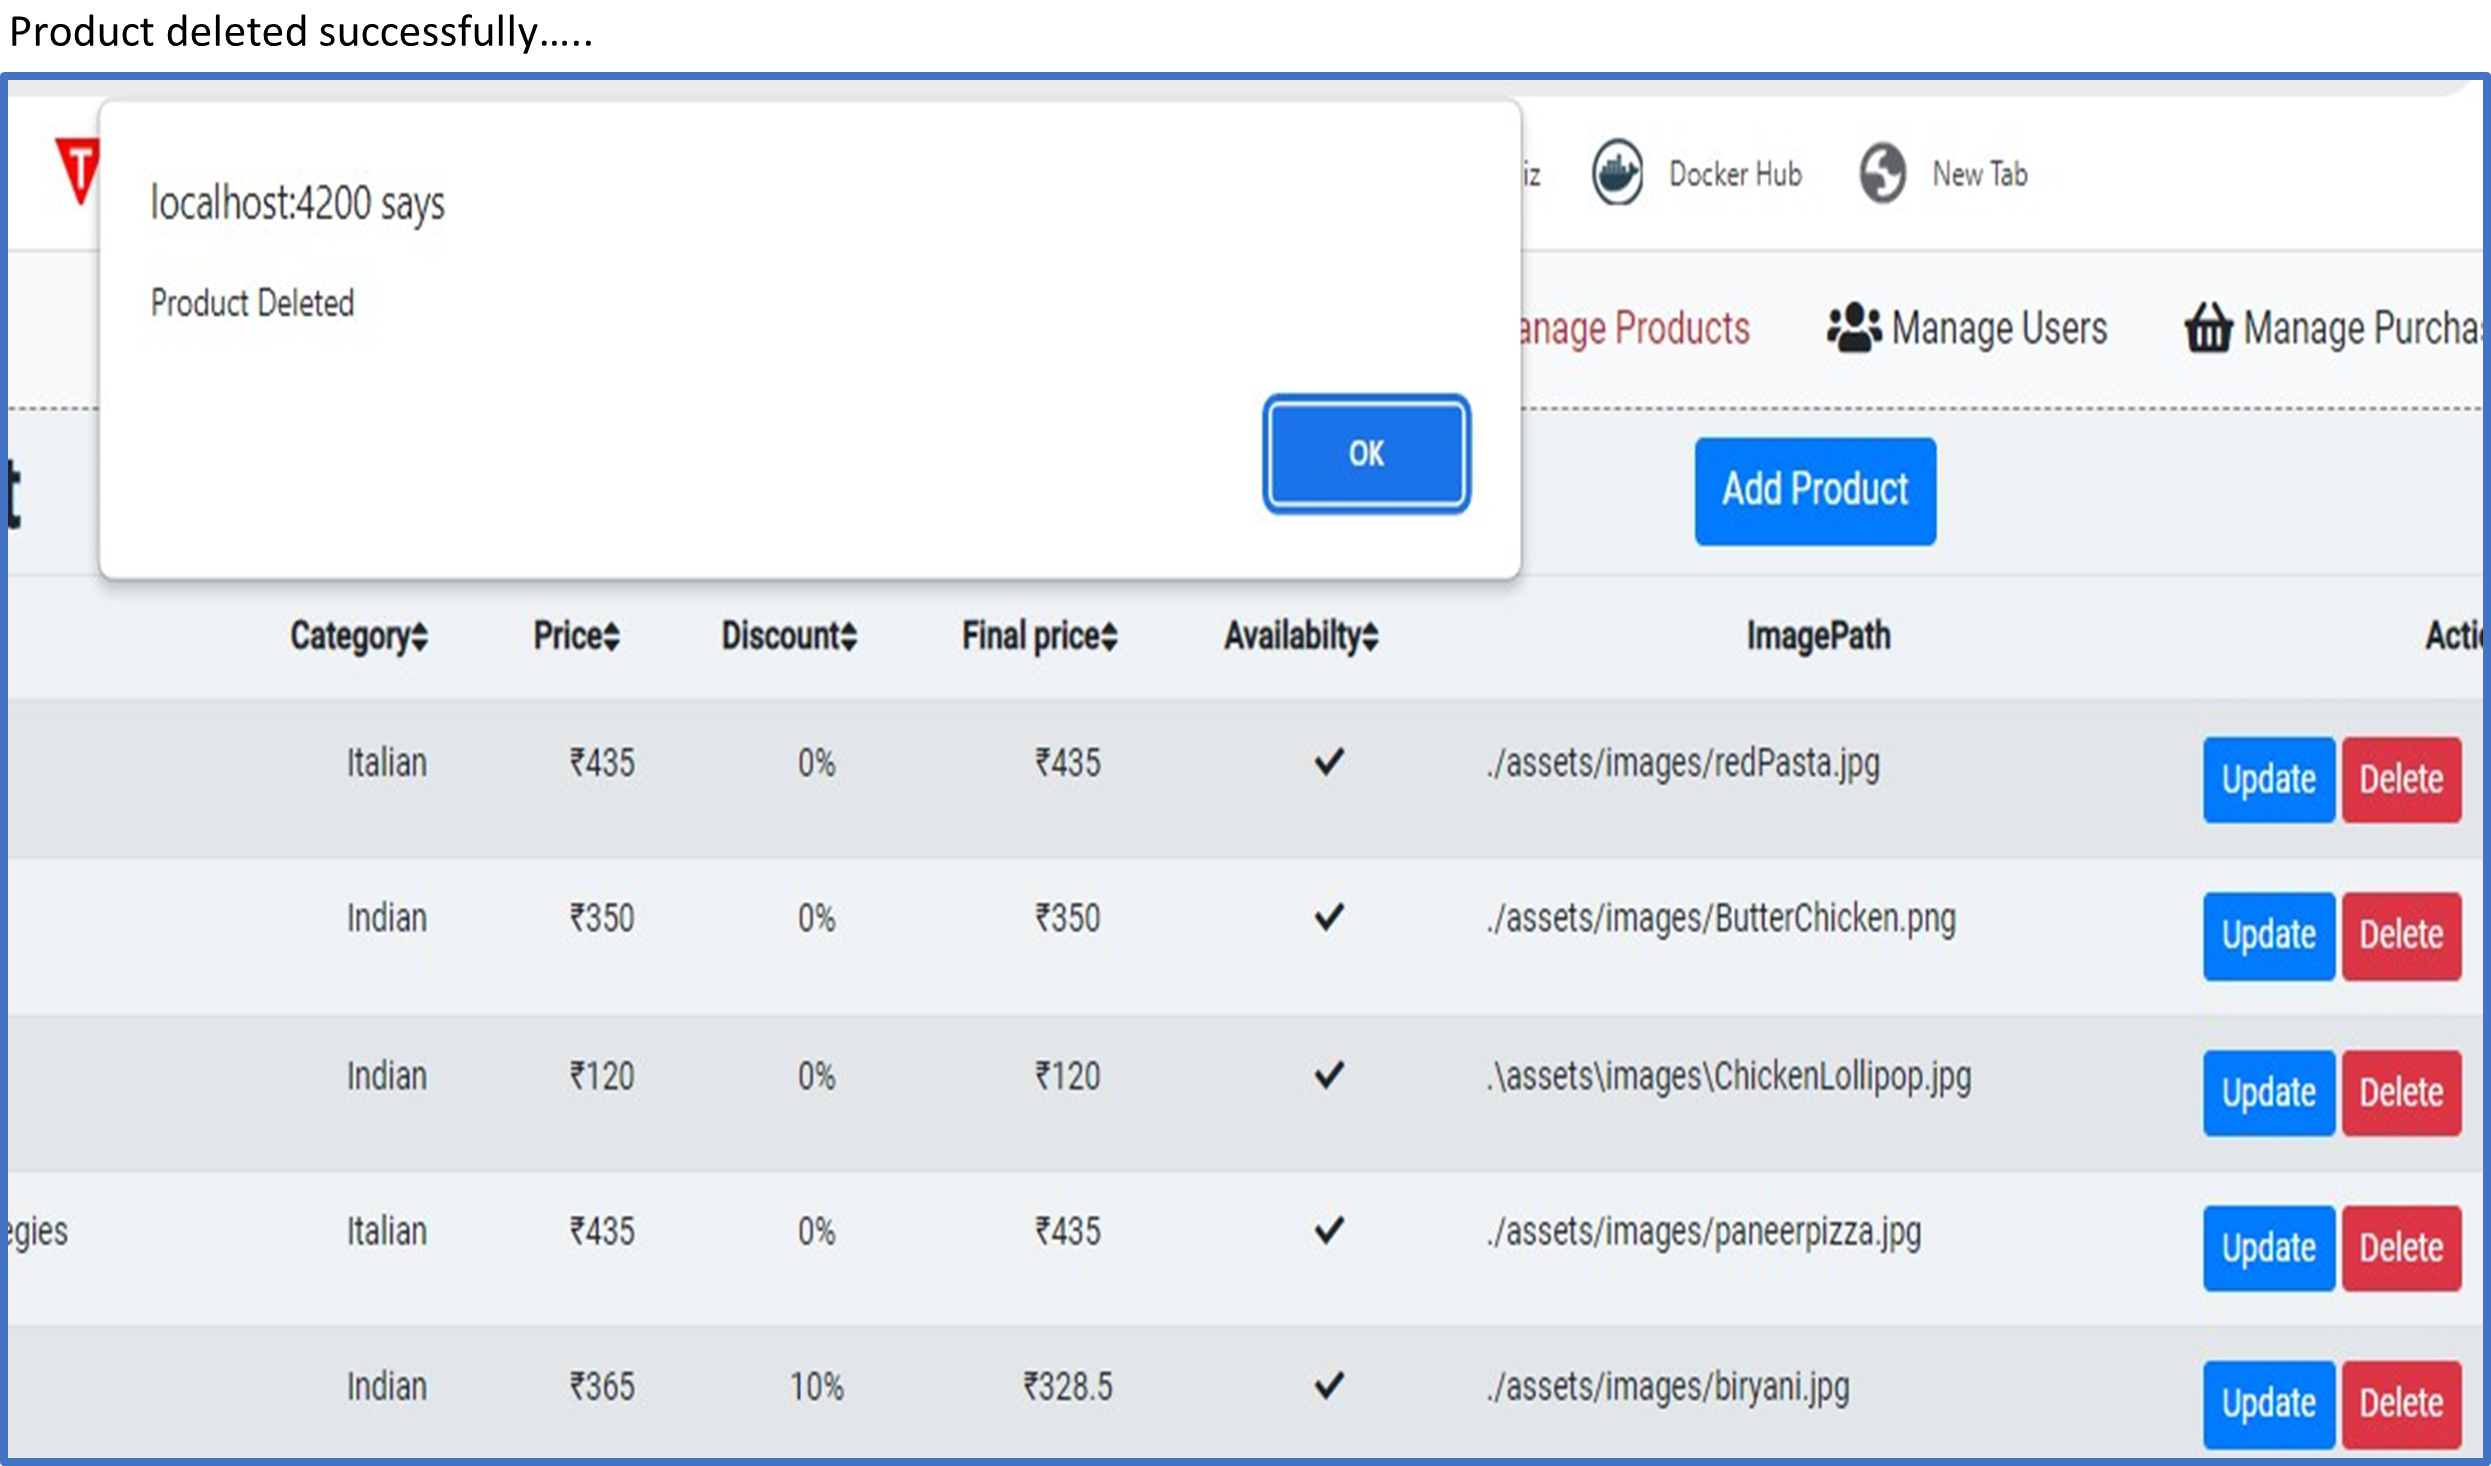 Product deleted successfully…..
T
localhost:4200 says
Product Deleted
OK
iz Docker Hub New Tab
anage Products Manage Users Manage Purcha
t Add Product
Category Price Discount Final price Availabilty ImagePath Acti
Italian ₹435 0% ₹435 ✓ ./assets/images/redPasta.jpg Update Delete
Indian ₹350 0% ₹350 ✓ ./assets/images/ButterChicken.png Update Delete
Indian ₹120 0% ₹120 ✓ .\assets\images\ChickenLollipop.jpg Update Delete
egies Italian ₹435 0% ₹435 ✓ ./assets/images/paneerpizza.jpg Update Delete
Indian ₹365 10% ₹328.5 ✓ ./assets/images/biryani.jpg Update Delete